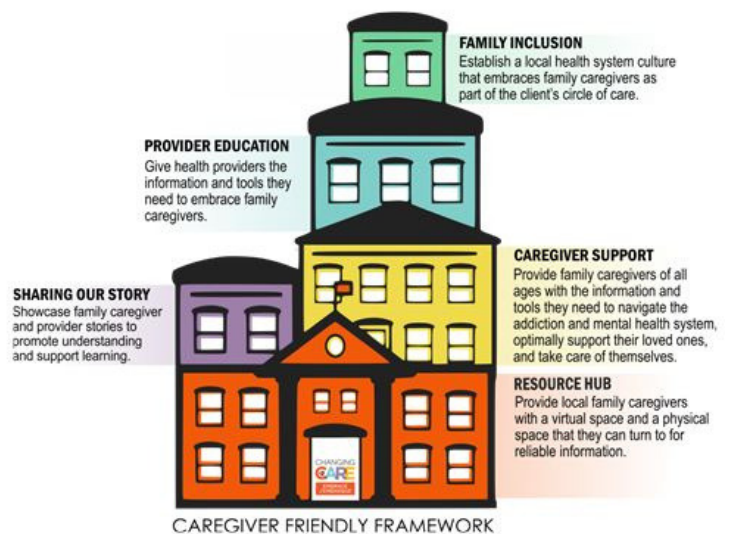 FAMILY INCLUSION
Establish a local health system culture
that embraces family caregivers as
part of the client's circle of care.
PROVIDER EDUCATION
Give health providers the
information and tools they
need to embrace family
caregivers.
CAREGIVER SUPPORT
Provide family caregivers of all
ages with the information and
tools they need to navigate the
addiction and mental health system,
optimally support their loved ones,
and take care of themselves.
SHARING OUR STORY
Showcase family caregiver
and provider stories to
promote understanding
and support learning.
RESOURCE HUB
Provide local family caregivers
with a virtual space and a physical
space that they can turn to for
reliable information.
CHANGING
CARE
CAREGIVER FRIENDLY FRAMEWORK